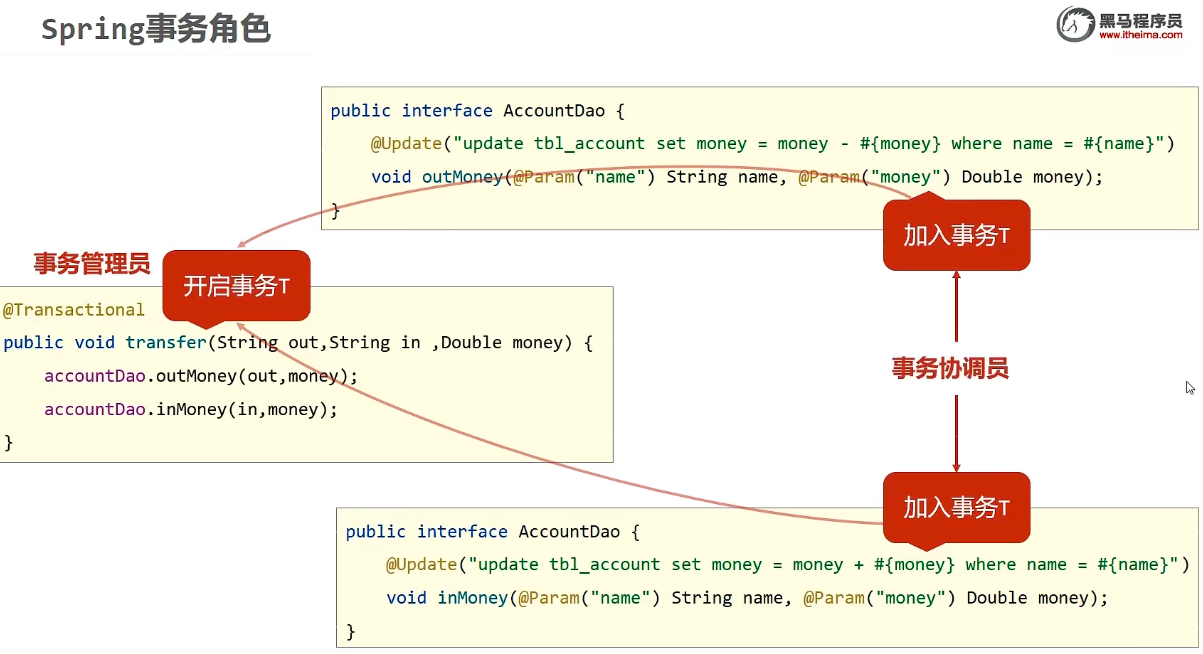 Spring事务角色
黑马程序员
www.itheima.com
public interface AccountDao {
@Update("update tbl_account set money = money - #{money} where name = #{name}")
void outMoney(@Param("name") String name, @Param("money") Double money);
}
加入事务T
事务管理员
开启事务T
@Transactional
public void transfer(String out,String in ,Double money) {
accountDao.outMoney(out,money);
accountDao.inMoney(in,money);
}
事务协调员
加入事务T
public interface AccountDao {
@Update("update tbl_account set money = money + #{money} where name = #{name}")
void inMoney(@Param("name") String name, @Param("money") Double money);
}